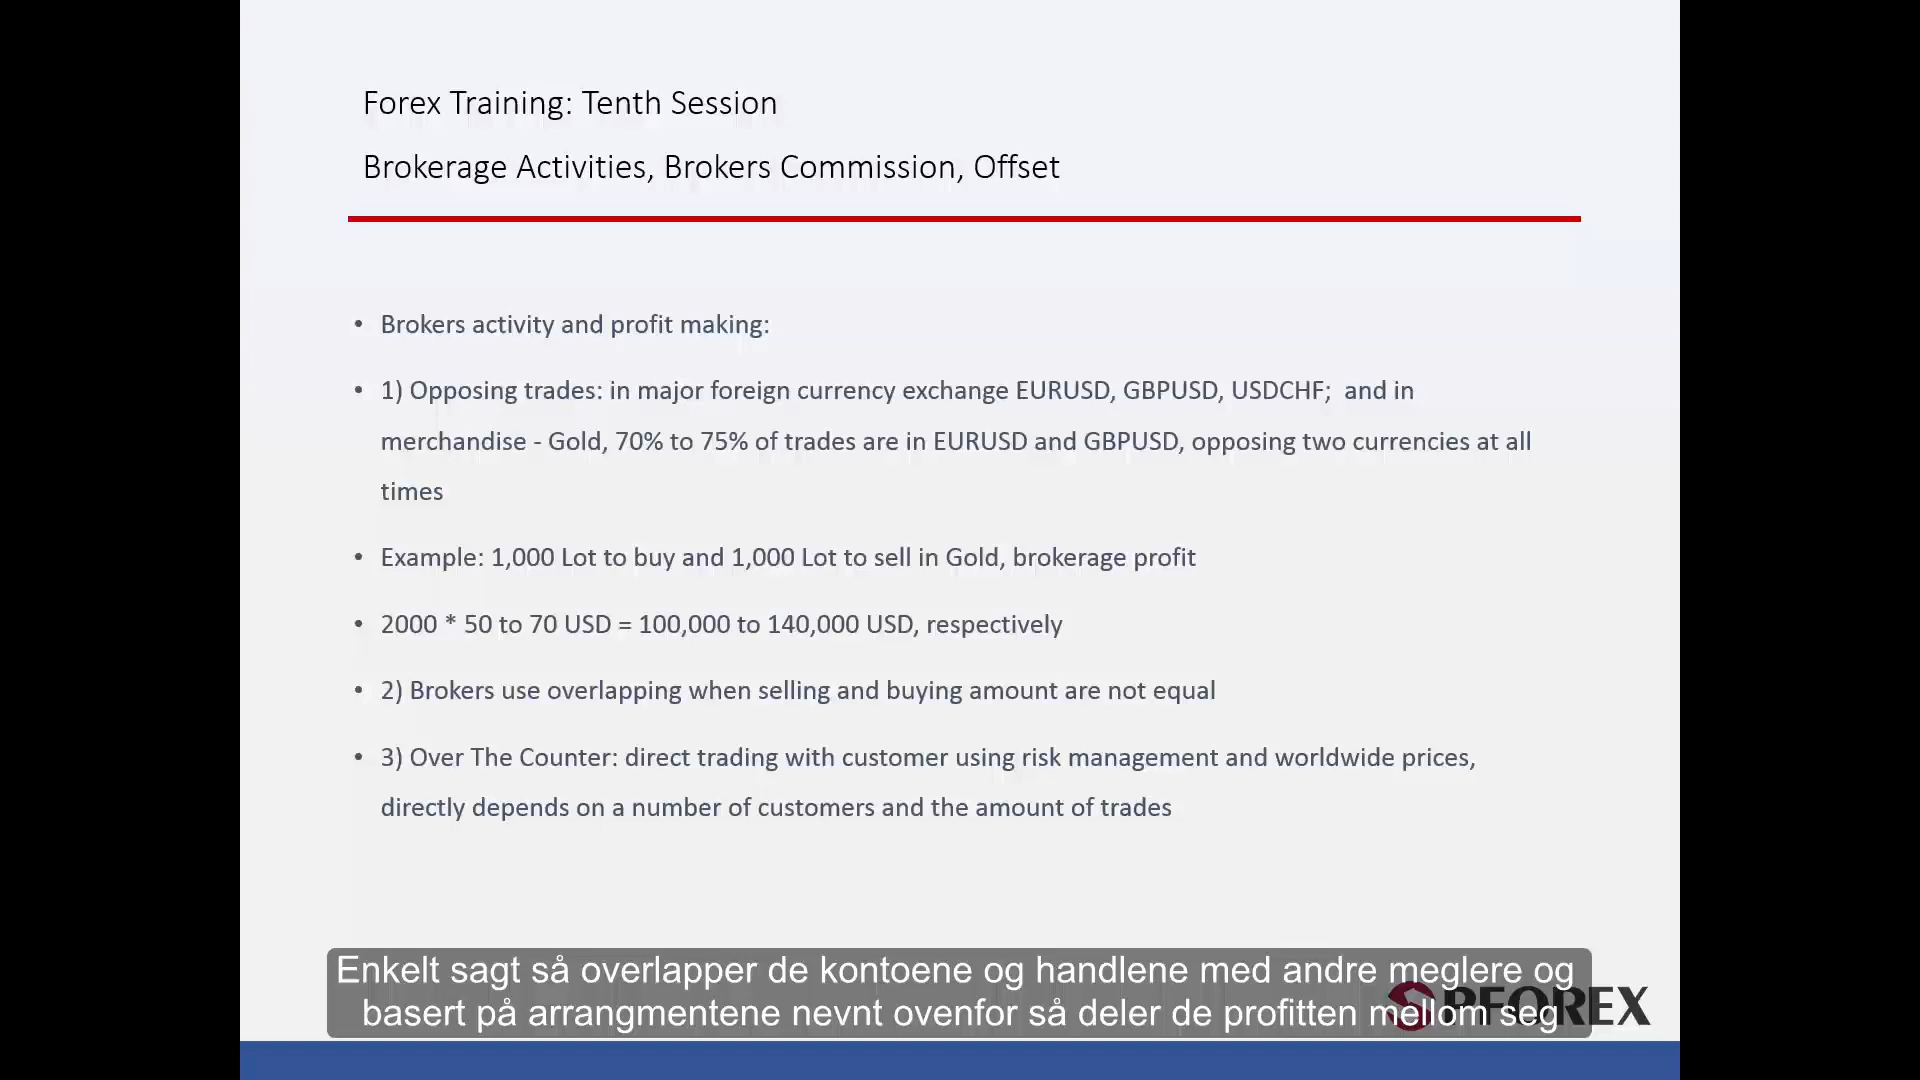 Forex Training: Tenth Session
Brokerage Activities, Brokers Commission, Offset
• Brokers activity and profit making:
• 1) Opposing trades: in major foreign currency exchange EURUSD, GBPUSD, USDCHF;  and in
merchandise - Gold, 70% to 75% of trades are in EURUSD and GBPUSD, opposing two currencies at all
times
• Example: 1,000 Lot to buy and 1,000 Lot to sell in Gold, brokerage profit
• 2000 * 50 to 70 USD = 100,000 to 140,000 USD, respectively
• 2) Brokers use overlapping when selling and buying amount are not equal
• 3) Over The Counter: direct trading with customer using risk management and worldwide prices,
directly depends on a number of customers and the amount of trades
Enkelt sagt så overlapper de kontoene og handlene med andre meglere og
basert på arrangmentene nevnt ovenfor så deler de profitten mellom seg
PFOREX